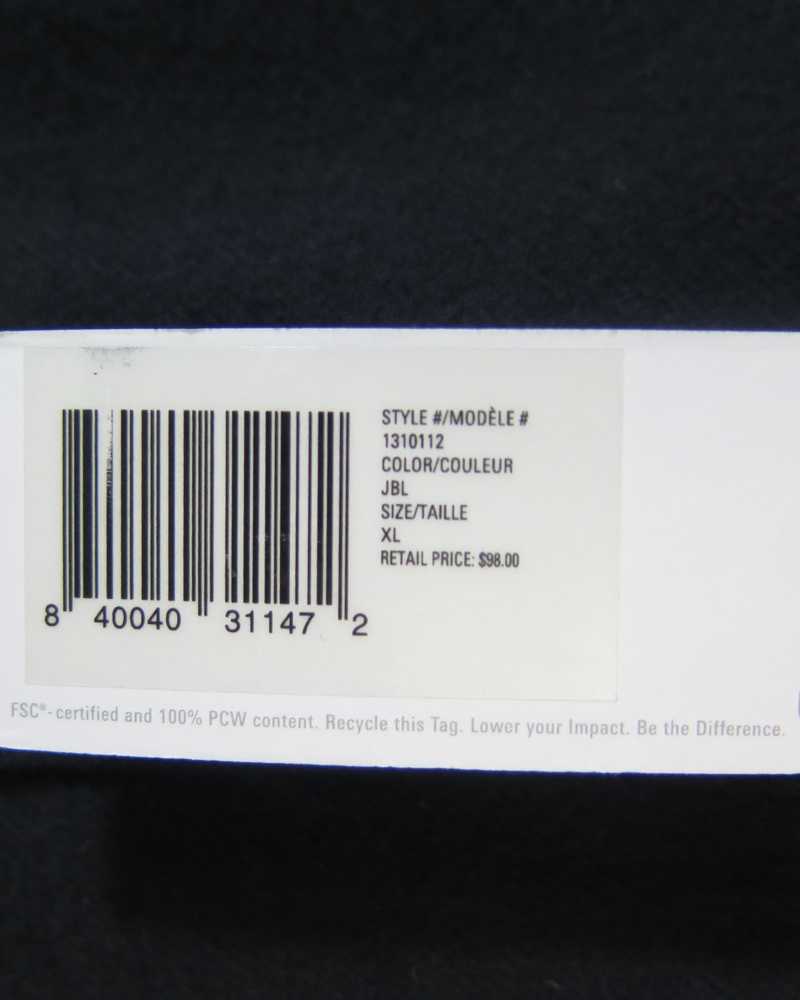 STYLE #/MODÈLE #
1310112
COLOR/COULEUR
JBL
SIZE/TAILLE
XL
RETAIL PRICE: $98.00
8 40040 31147 2
FSC®-certified and 100% PCW content. Recycle this Tag. Lower your Impact. Be the Difference.